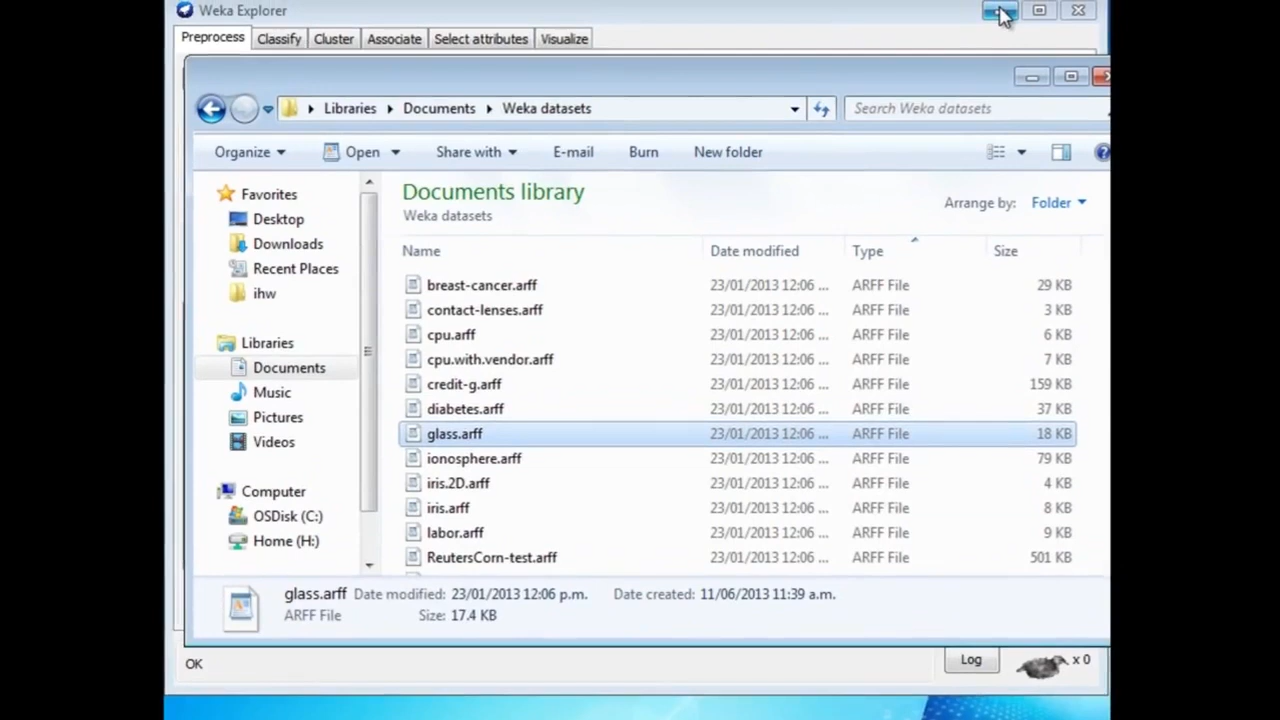 Weka Explorer
Preprocess Classify Cluster Associate Select attributes Visualize
Libraries Documents Weka datasets
Search Weka datasets
Organize Open Share with E-mail Burn New folder
Favorites
Desktop
Downloads
Recent Places
ihw
Libraries
Documents
Music
Pictures
Videos
Computer
OSDisk (C:)
Home (H:)
Documents library
Weka datasets
Arrange by: Folder
Name Date modified Type Size
breast-cancer.arff 23/01/2013 12:06 ... ARFF File 29 KB
contact-lenses.arff 23/01/2013 12:06 ... ARFF File 3 KB
cpu.arff 23/01/2013 12:06 ... ARFF File 6 KB
cpu.with.vendor.arff 23/01/2013 12:06 ... ARFF File 7 KB
credit-g.arff 23/01/2013 12:06 ... ARFF File 159 KB
diabetes.arff 23/01/2013 12:06 ... ARFF File 37 KB
glass.arff 23/01/2013 12:06 ... ARFF File 18 KB
ionosphere.arff 23/01/2013 12:06 ... ARFF File 79 KB
iris.2D.arff 23/01/2013 12:06 ... ARFF File 4 KB
iris.arff 23/01/2013 12:06 ... ARFF File 8 KB
labor.arff 23/01/2013 12:06 ... ARFF File 9 KB
ReutersCorn-test.arff 23/01/2013 12:06 ... ARFF File 501 KB
glass.arff Date modified: 23/01/2013 12:06 p.m. Date created: 11/06/2013 11:39 a.m.
ARFF File Size: 17.4 KB
OK Log x 0